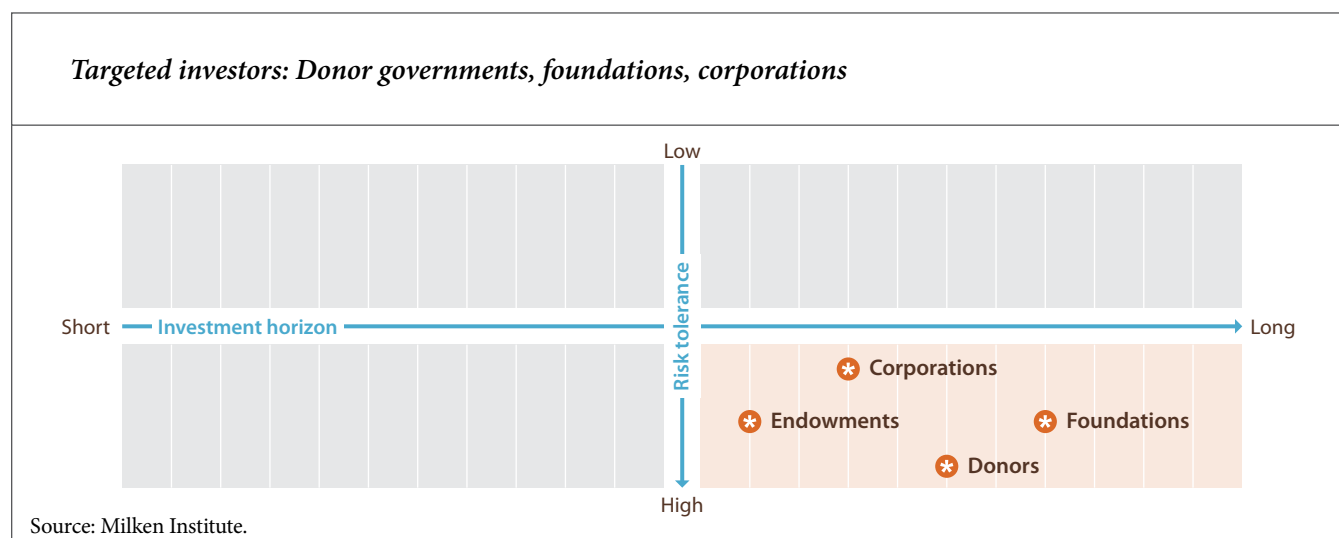 Targeted investors: Donor governments, foundations, corporations
Low
Short
Investment horizon
Risk tolerance
Long
Corporations
Endowments
Foundations
Donors
High
Source: Milken Institute.